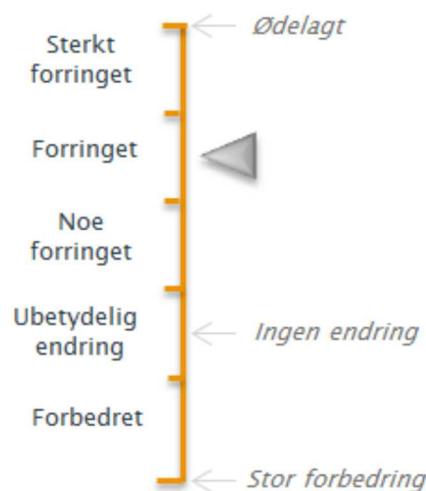 Ødelagt
Sterkt
forringet
Forringet
Noe
forringet
Ubetydelig
endring
Ingen endring
Forbedret
Stor forbedring